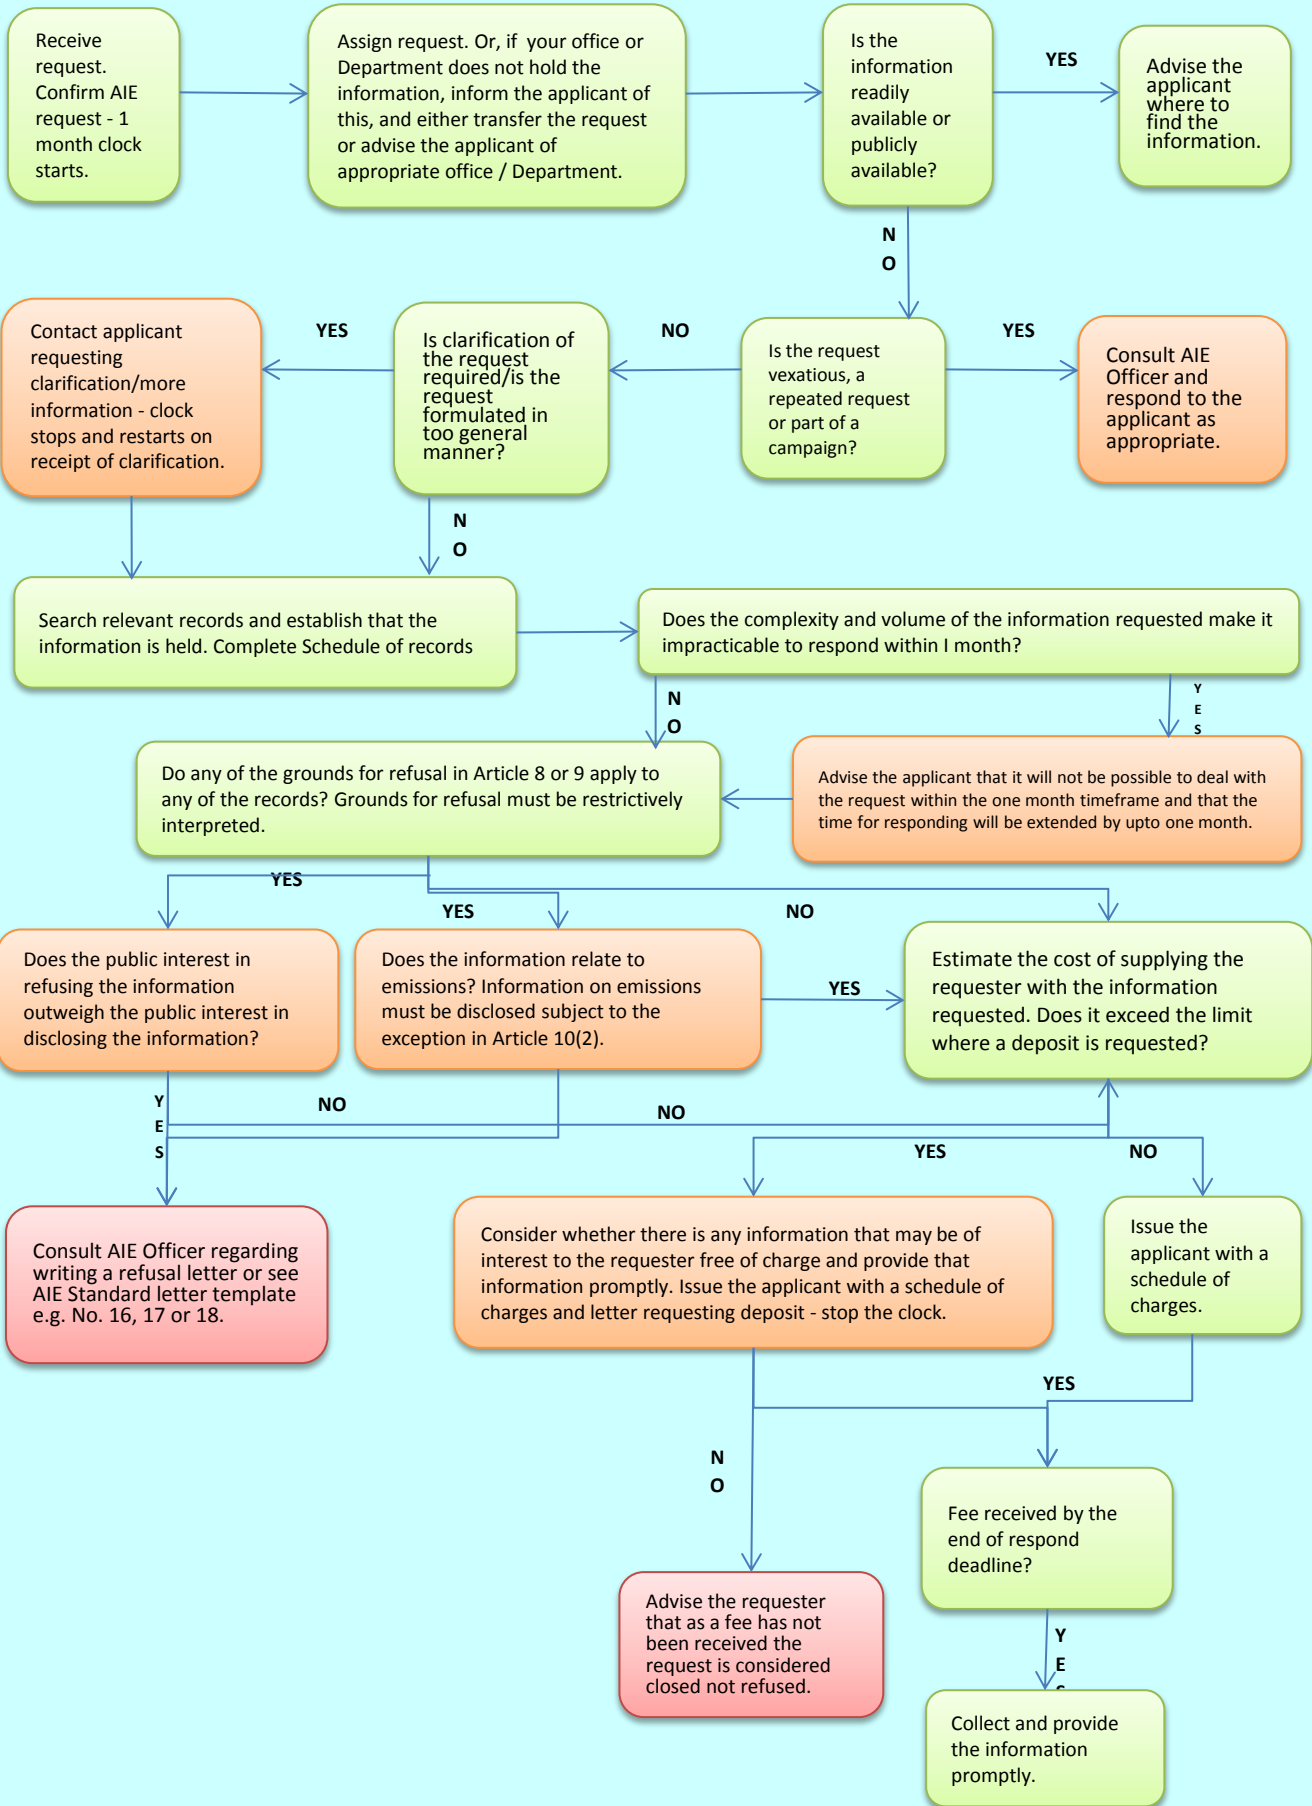 Receive
request.
Confirm AIE
request - 1
month clock
starts.
Assign request. Or, if  your office or
Department does not hold the
information, inform the applicant of
this, and either transfer the request
or advise the applicant of
appropriate office / Department.
Is the
information
readily
available or
publicly
available?
YES
Advise the
applicant
where to
find the
information.
N
O
Contact applicant
requesting
clarification/more
information - clock
stops and restarts on
receipt of clarification.
YES
Is clarification of
the request
required/is the
request
formulated in
too general
manner?
NO
Is the request
vexatious, a
repeated request
or part of a
campaign?
YES
Consult AIE
Officer and
respond to the
applicant as
appropriate.
N
O
Search relevant records and establish that the
information is held. Complete Schedule of records
Does the complexity and volume of the information requested make it
impracticable to respond within I month?
N
O
Y
E
S
Do any of the grounds for refusal in Article 8 or 9 apply to
any of the records? Grounds for refusal must be restrictively
interpreted.
Advise the applicant that it will not be possible to deal with
the request within the one month timeframe and that the
time for responding will be extended by upto one month.
YES
YES
NO
Does the public interest in
refusing the information
outweigh the public interest in
disclosing the information?
Does the information relate to
emissions? Information on emissions
must be disclosed subject to the
exception in Article 10(2).
YES
Estimate the cost of supplying the
requester with the information
requested. Does it exceed the limit
where a deposit is requested?
Y
E
S
NO
NO
YES
NO
Consult AIE Officer regarding
writing a refusal letter or see
AIE Standard letter template
e.g. No. 16, 17 or 18.
Consider whether there is any information that may be of
interest to the requester free of charge and provide that
information promptly. Issue the applicant with a schedule of
charges and letter requesting deposit - stop the clock.
Issue the
applicant with a
schedule of
charges.
YES
N
O
Fee received by the
end of respond
deadline?
Advise the requester
that as a fee has not
been received the
request is considered
closed not refused.
Y
E
S
Collect and provide
the information
promptly.